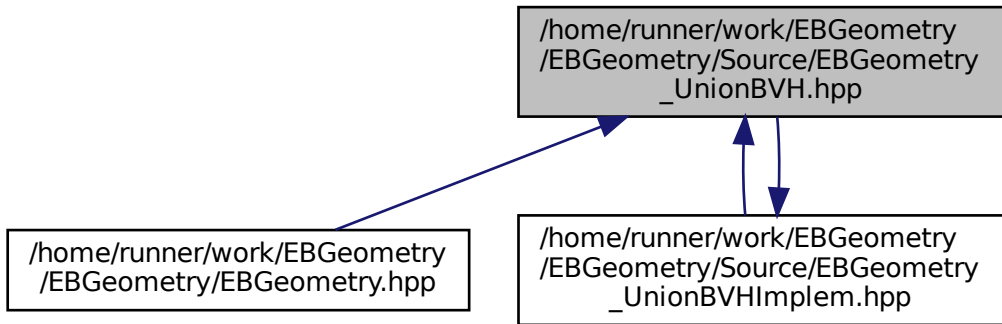 /home/runner/work/EBGeometry
/EBGeometry/Source/EBGeometry
_UnionBVH.hpp
/home/runner/work/EBGeometry
/EBGeometry/EBGeometry.hpp
/home/runner/work/EBGeometry
/EBGeometry/Source/EBGeometry
_UnionBVHImplem.hpp